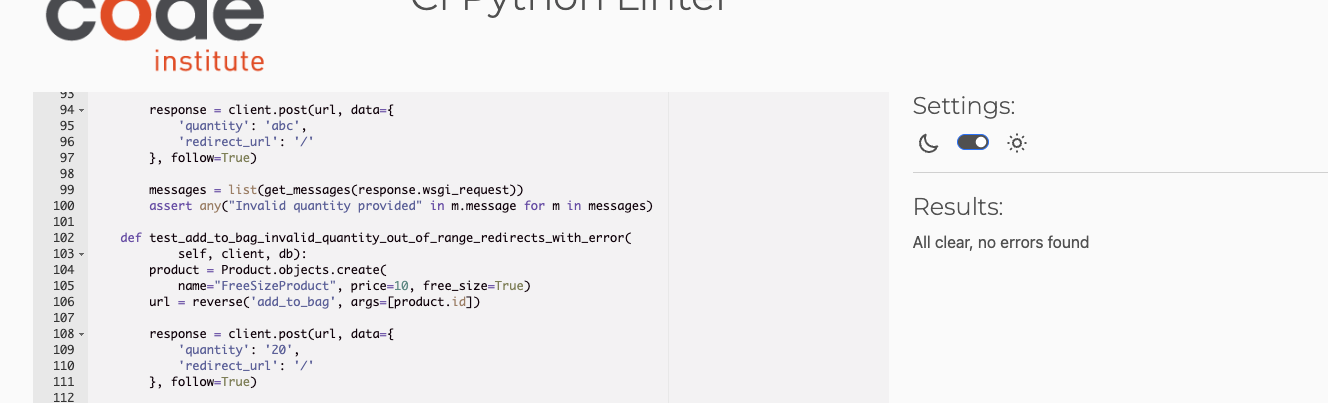 code
institute
CI Python Linter
93
94 response = client.post(url, data={
95 'quantity': 'abc',
96 'redirect_url': '/'
97 }, follow=True)
98
99 messages = list(get_messages(response.wsgi_request))
100 assert any("Invalid quantity provided" in m.message for m in messages)
101
102 def test_add_to_bag_invalid_quantity_out_of_range_redirects_with_error(
103 self, client, db):
104 product = Product.objects.create(
105 name="FreeSizeProduct", price=10, free_size=True)
106 url = reverse('add_to_bag', args=[product.id])
107
108 response = client.post(url, data={
109 'quantity': '20',
110 'redirect_url': '/'
111 }, follow=True)
112
Settings:
Results:
All clear, no errors found